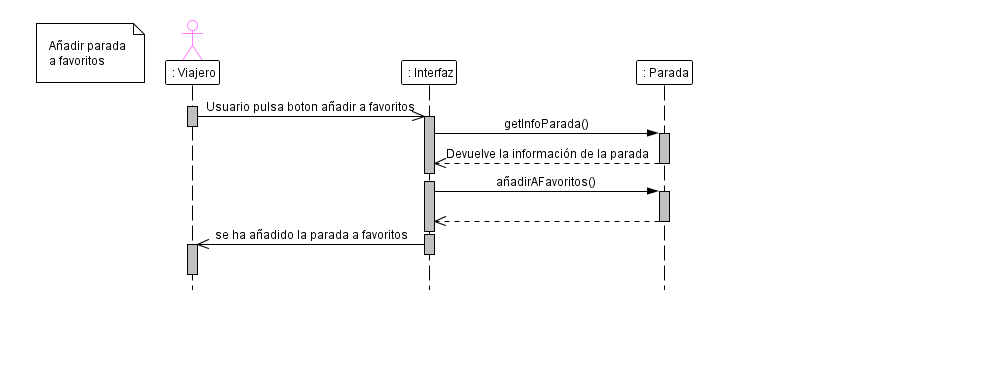 Añadir parada
a favoritos
: Viajero
: Interfaz
: Parada
Usuario pulsa boton añadir a favoritos
getInfoParada()
Devuelve la información de la parada
añadirAFavoritos()
se ha añadido la parada a favoritos